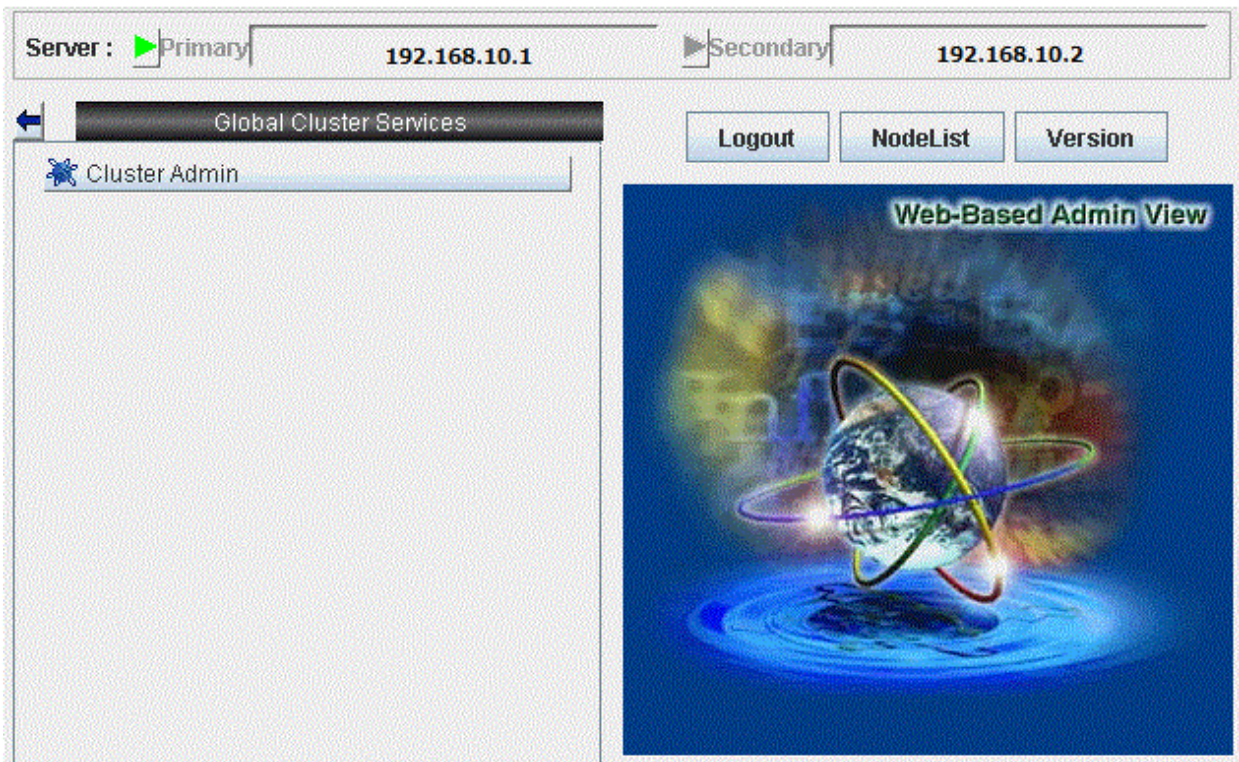 Server : Primary 192.168.10.1 Secondary 192.168.10.2
Global Cluster Services
Logout NodeList Version
Cluster Admin
Web-Based Admin View